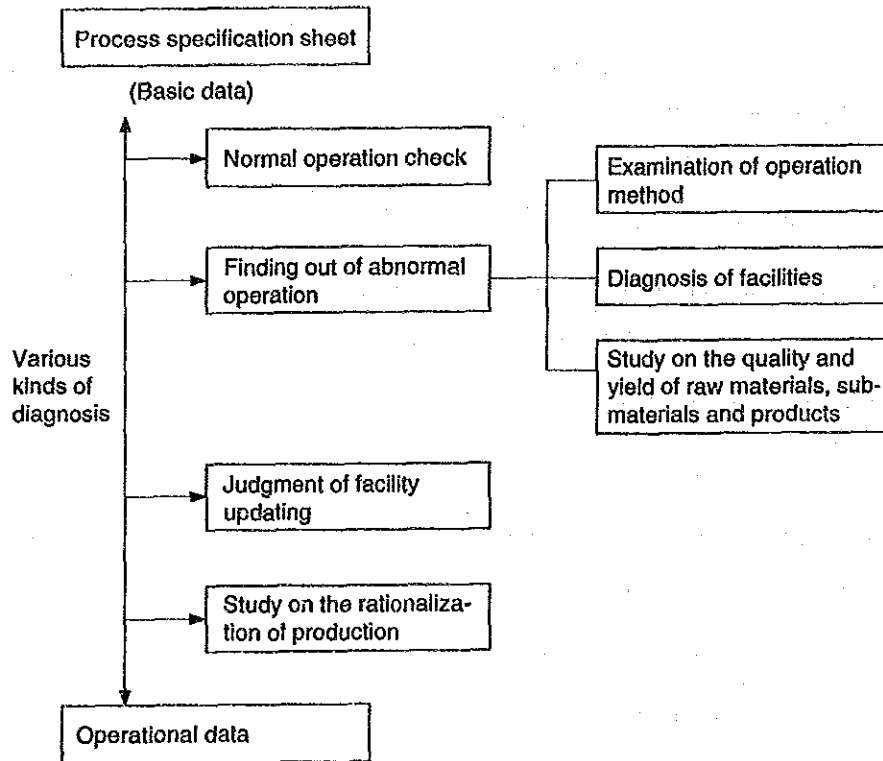 Process specification sheet
(Basic data)
Normal operation check
Examination of operation
method
Finding out of abnormal
operation
Diagnosis of facilities
Various
kinds of
diagnosis
Study on the quality and
yield of raw materials, sub-
materials and products
Judgment of facility
updating
Study on the rationaliza-
tion of production
Operational data